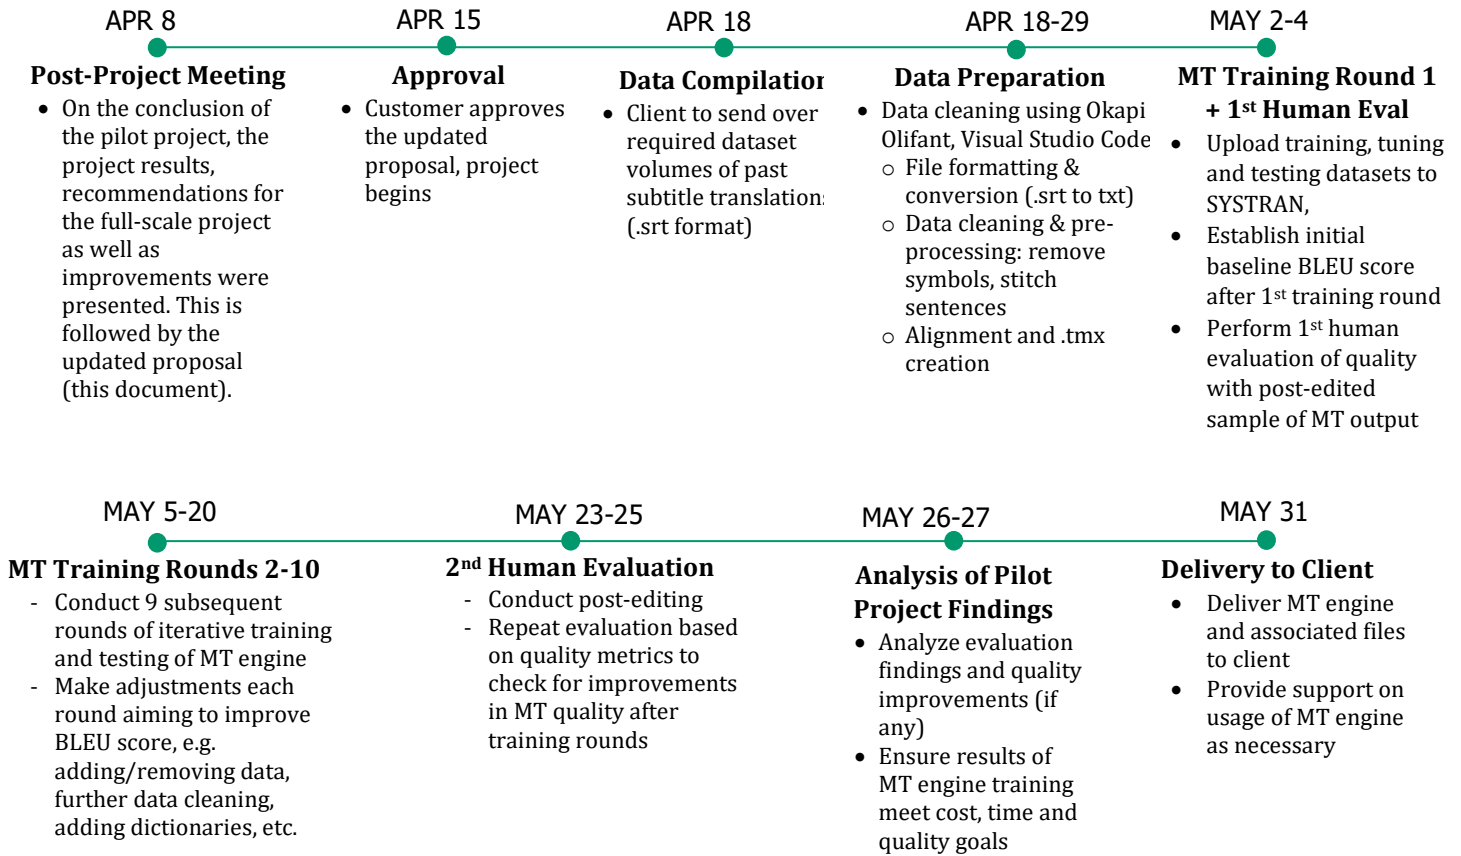 APR 8
Post-Project Meeting
• On the conclusion of
the pilot project, the
project results,
recommendations for
the full-scale project
as well as
improvements were
presented. This is
followed by the
updated proposal
(this document).
APR 15
Approval
• Customer approves
the updated
proposal, project
begins
APR 18
Data Compilation
• Client to send over
required dataset
volumes of past
subtitle translations
(.srt format)
APR 18-29
Data Preparation
• Data cleaning using Okapi
Olifant, Visual Studio Code
○ File formatting &
conversion (.srt to txt)
○ Data cleaning & pre-
processing: remove
symbols, stitch
sentences
○ Alignment and .tmx
creation
MAY 2-4
MT Training Round 1
+ 1st Human Eval
• Upload training, tuning
and testing datasets to
SYSTRAN,
• Establish initial
baseline BLEU score
after 1st training round
• Perform 1st human
evaluation of quality
with post-edited
sample of MT output
MAY 5-20
MT Training Rounds 2-10
- Conduct 9 subsequent
rounds of iterative training
and testing of MT engine
- Make adjustments each
round aiming to improve
BLEU score, e.g.
adding/removing data,
further data cleaning,
adding dictionaries, etc.
MAY 23-25
2nd Human Evaluation
- Conduct post-editing
- Repeat evaluation based
on quality metrics to
check for improvements
in MT quality after
training rounds
MAY 26-27
Analysis of Pilot
Project Findings
• Analyze evaluation
findings and quality
improvements (if
any)
• Ensure results of
MT engine training
meet cost, time and
quality goals
MAY 31
Delivery to Client
• Deliver MT engine
and associated files
to client
• Provide support on
usage of MT engine
as necessary